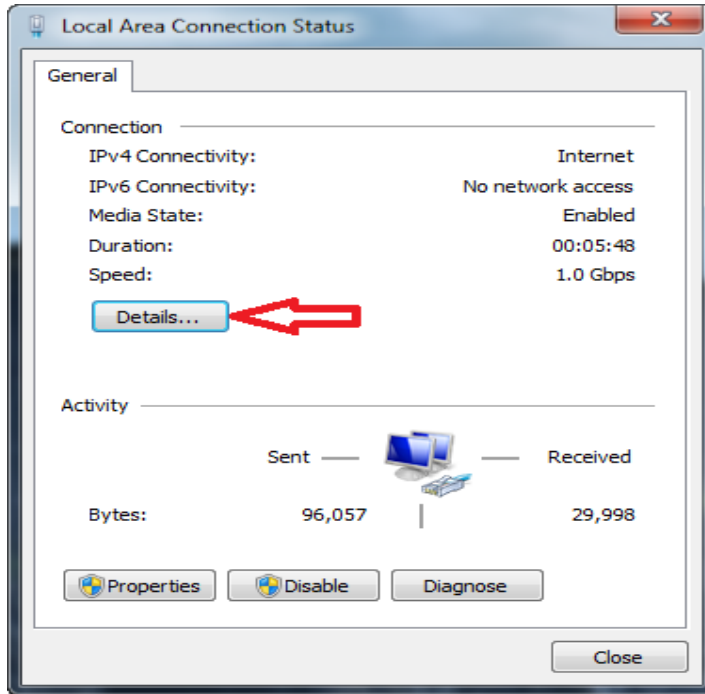 Local Area Connection Status
General
Connection
IPv4 Connectivity: Internet
IPv6 Connectivity: No network access
Media State: Enabled
Duration: 00:05:48
Speed: 1.0 Gbps
Details...
Activity
Sent Received
Bytes: 96,057 29,998
Properties Disable Diagnose
Close